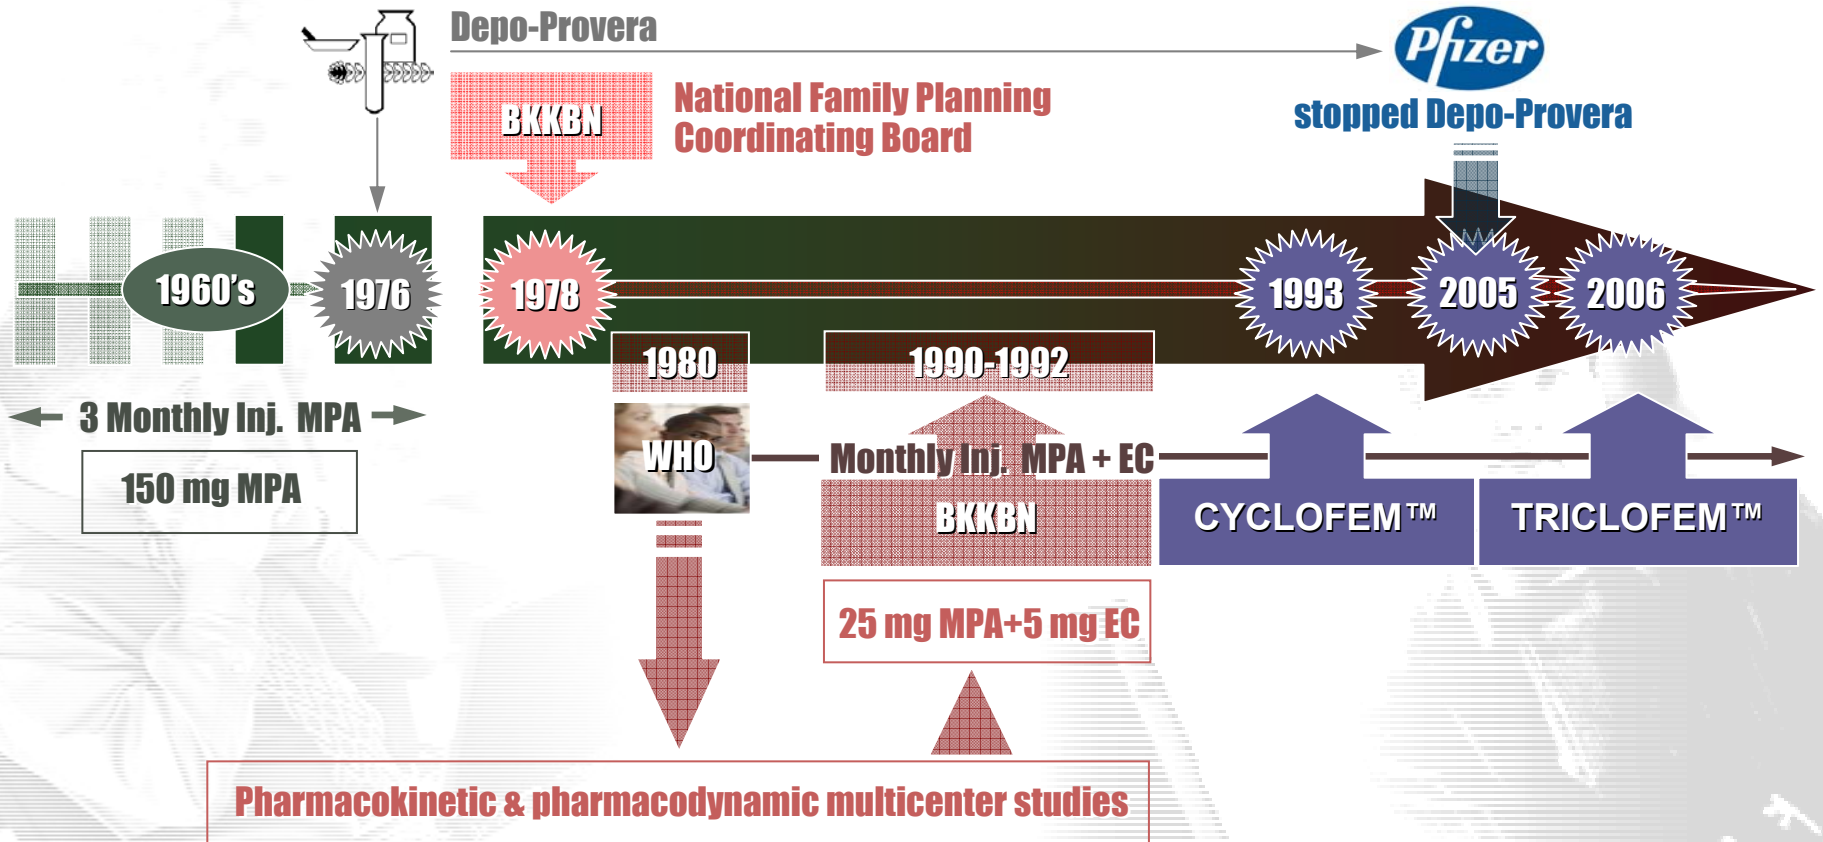 Depo-Provera
Pfizer
stopped Depo-Provera
BKKBN
National Family Planning
Coordinating Board
1960's
1976
1978
1993
2005
2006
1980
1990-1992
3 Monthly Inj. MPA
150 mg MPA
WHO
Monthly Inj. MPA + EC
BKKBN
CYCLOFEM™
TRICLOFEM™
25 mg MPA+5 mg EC
Pharmacokinetic & pharmacodynamic multicenter studies